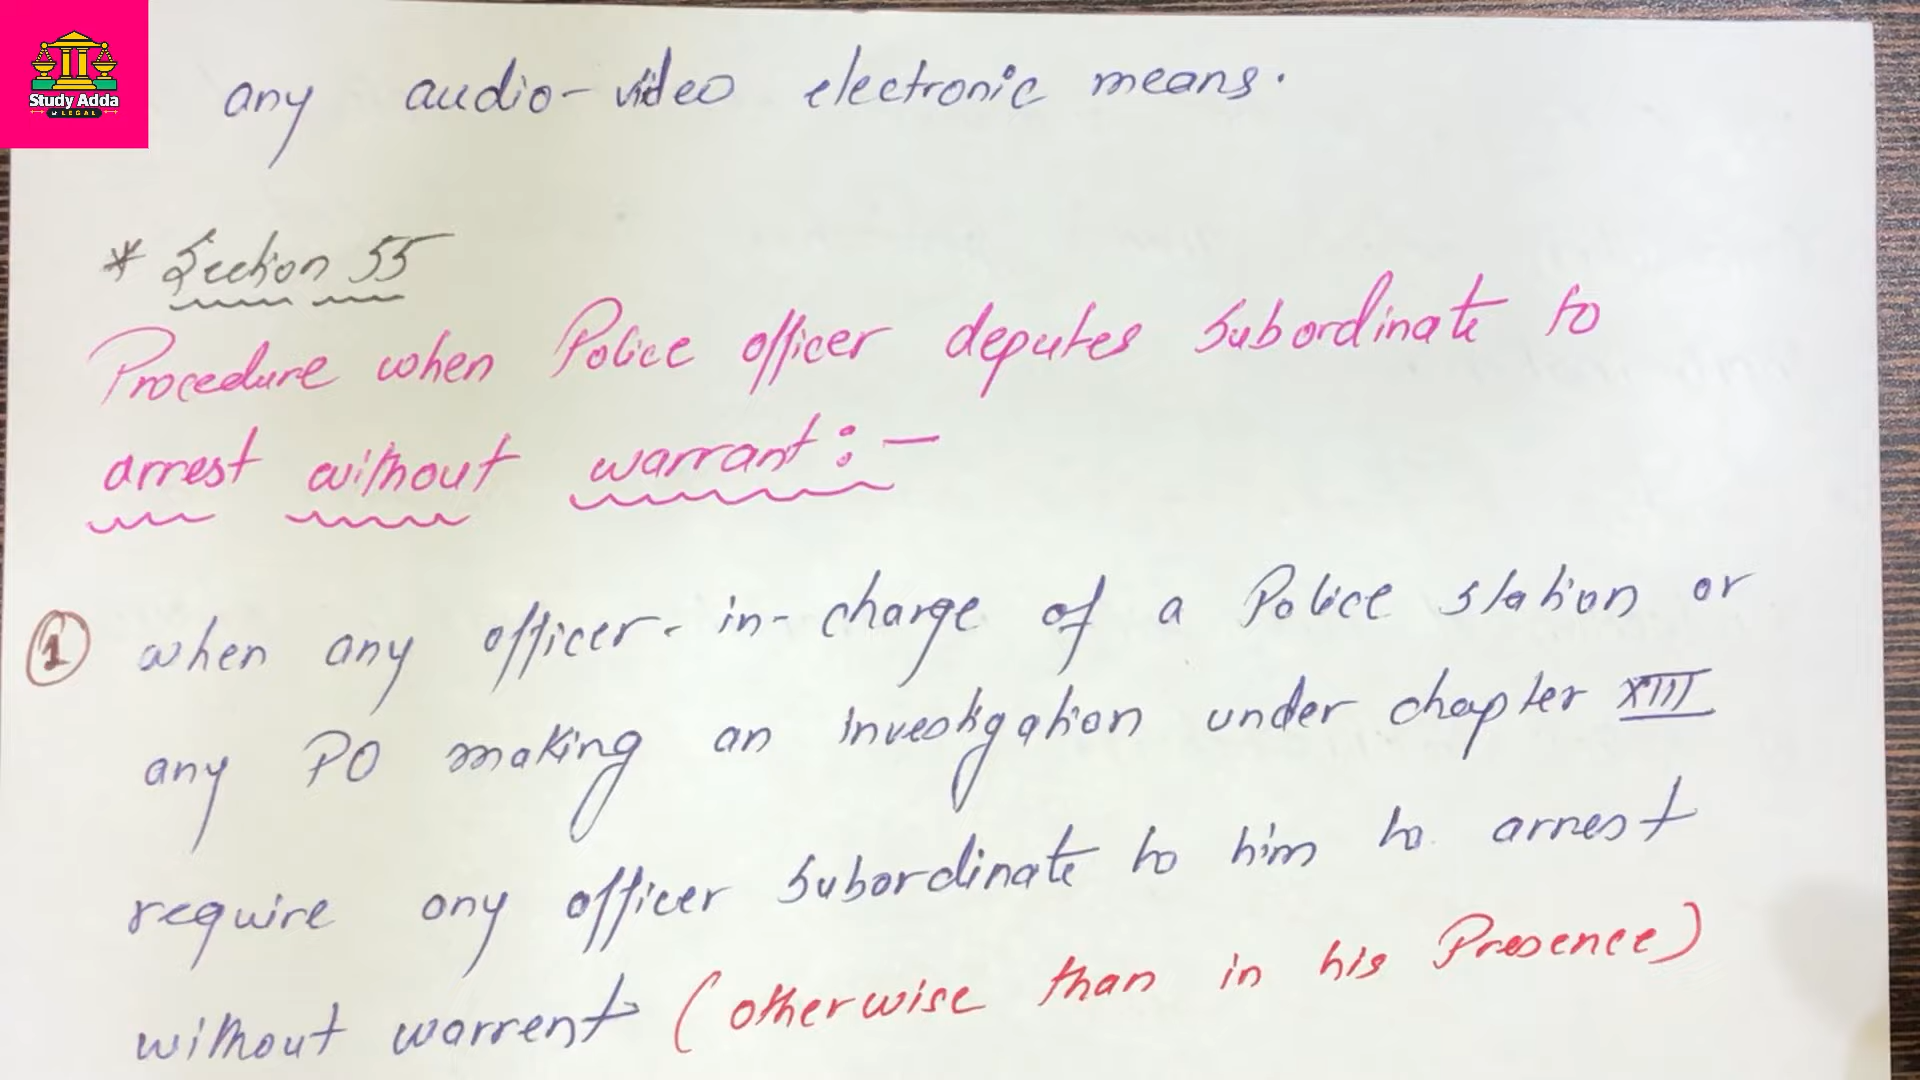 Study Adda
LEGAL
any audio-video electronic means.
* Section 55
Procedure when Police officer deputes Subordinate to
arrest without warrant : —
1 when any officer-in-charge of a Police station or
any PO making an investigation under chapter XIII
require any officer Subordinate to him to arrest
without warrent (otherwise than in his Presence)